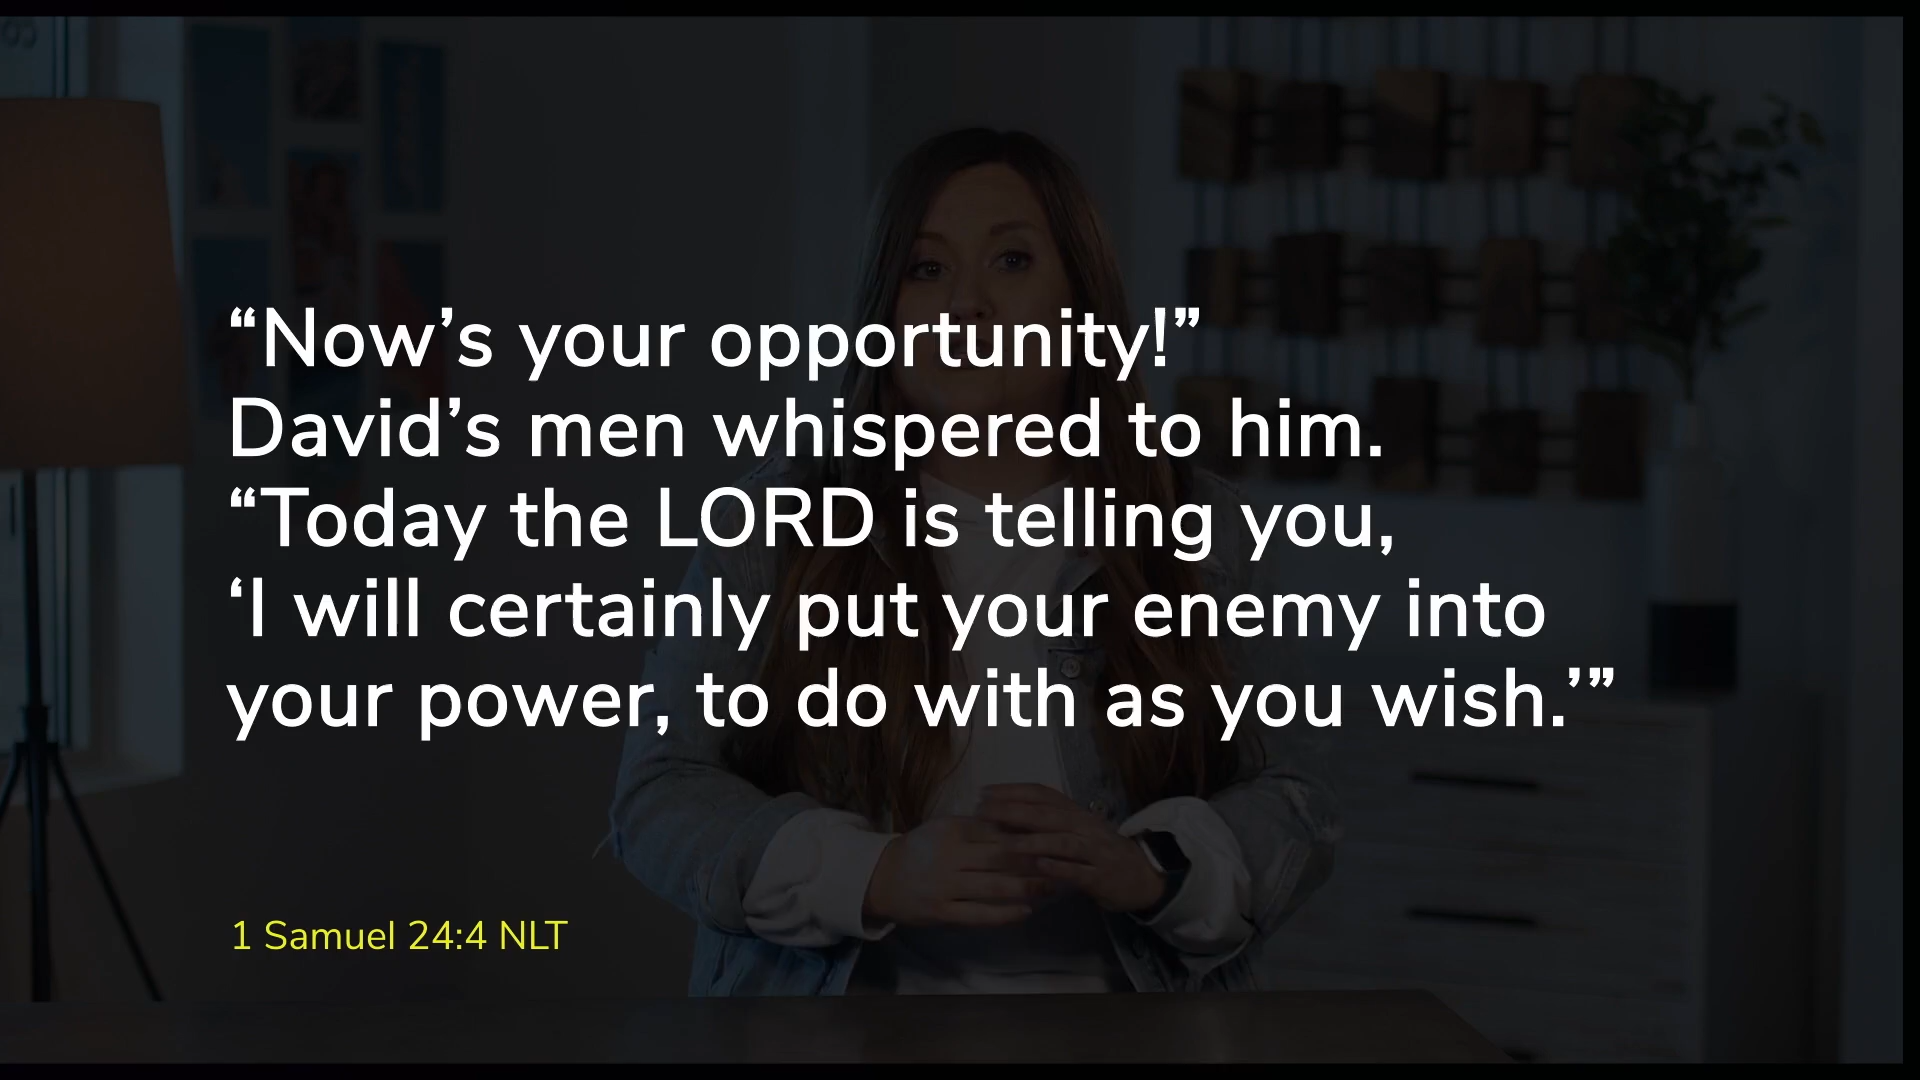 “Now’s your opportunity!”
David’s men whispered to him.
“Today the LORD is telling you,
‘I will certainly put your enemy into
your power, to do with as you wish.’”
1 Samuel 24:4 NLT